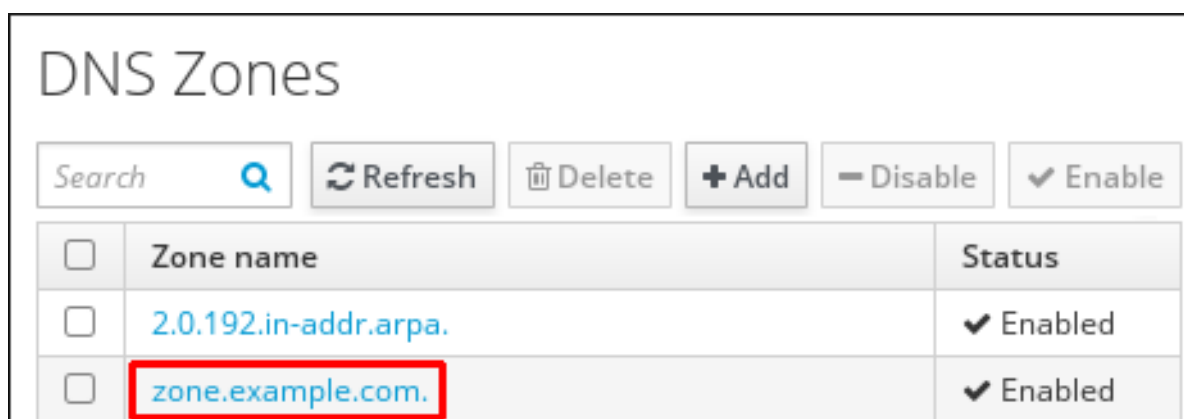 DNS Zones
Search Refresh Delete Add Disable Enable
Zone name Status
2.0.192.in-addr.arpa. Enabled
zone.example.com. Enabled